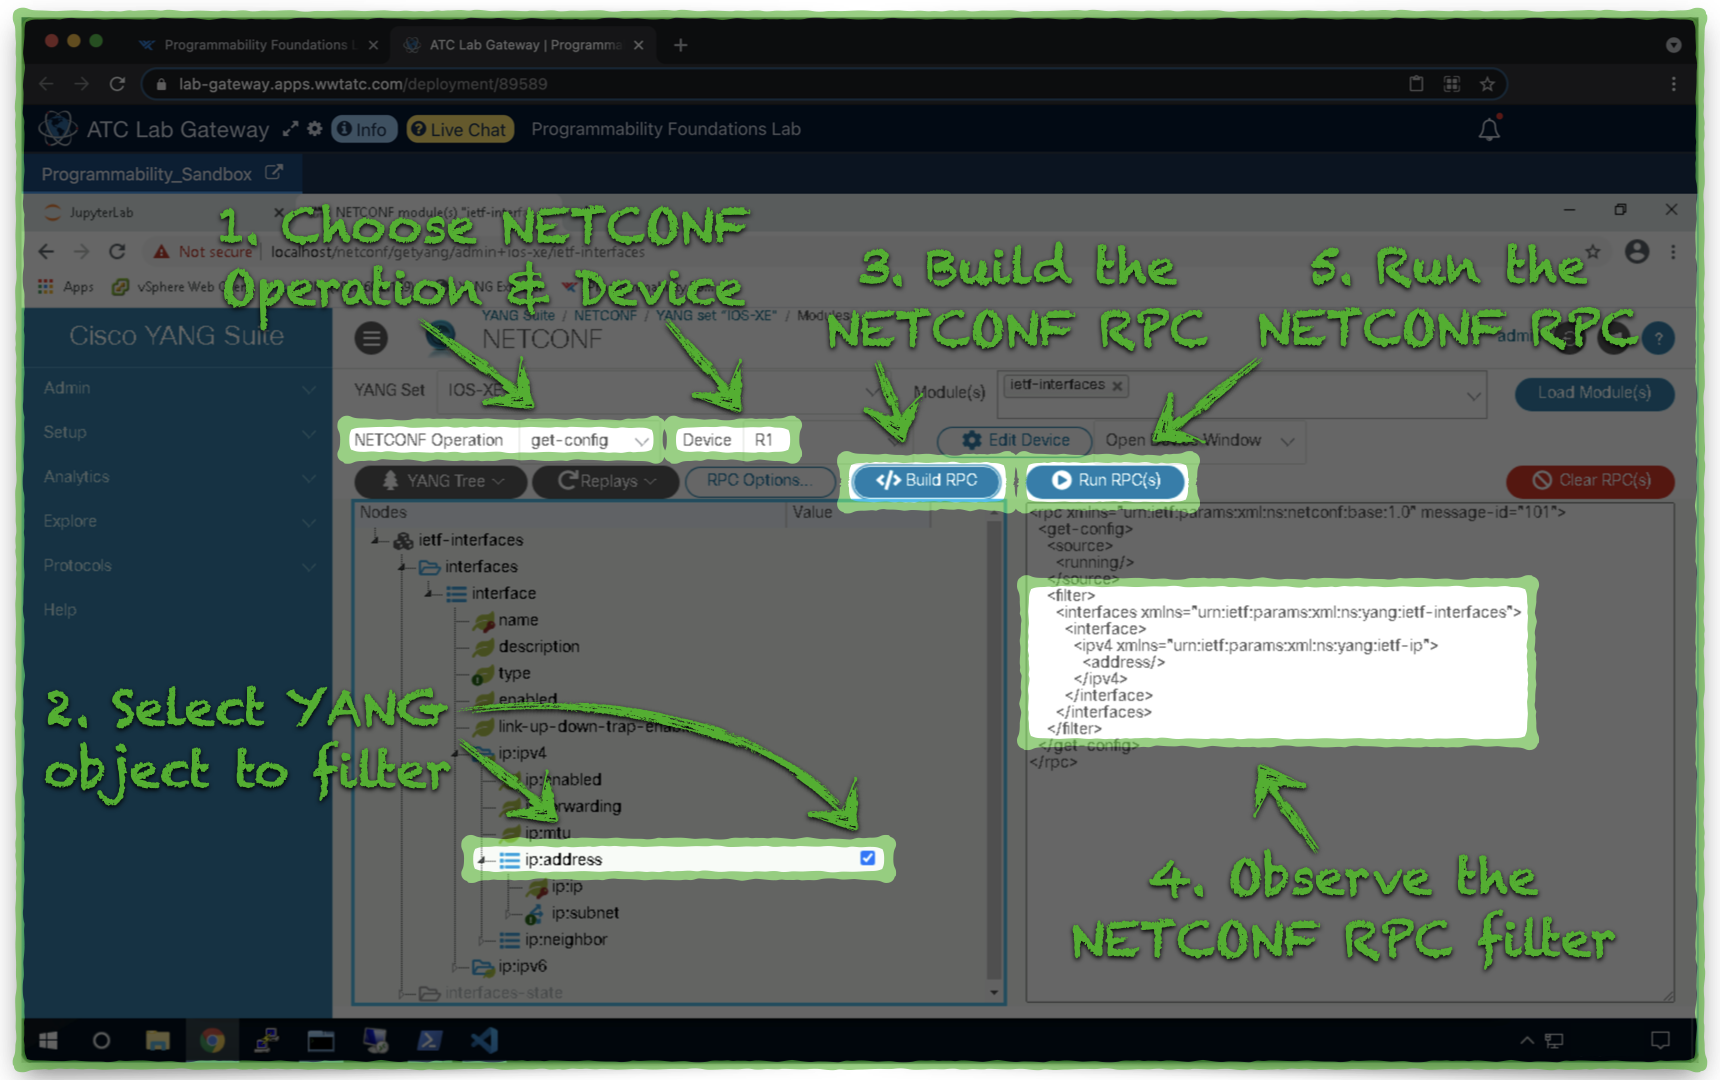 Programmability Foundations L
ATC Lab Gateway | Programma
lab-gateway.apps.wwtatc.com/deployment/89589
ATC Lab Gateway
Info
Live Chat
Programmability Foundations Lab
Programmability_Sandbox
JupyterLab
NETCONF module(s) "ietf-interf
1. Choose NETCONF
Operation & Device
3. Build the
NETCONF RPC
5. Run the
NETCONF RPC
Not secure
localhost/netconf/getyang/admin+ios-xe/ietf-interfaces
Apps
vSphere Web
Cisco YANG Suite
YANG Suite / NETCONF / YANG set "IOS-XE" / Modules
NETCONF
admin
?
Admin
Setup
Analytics
Explore
Protocols
Help
YANG Set
IOS-XE
Module(s)
ietf-interfaces
Load Module(s)
NETCONF Operation
get-config
Device
R1
Edit Device
Open Device Window
YANG Tree
Replays
RPC Options...
</> Build RPC
Run RPC(s)
Clear RPC(s)
Nodes
Value
ietf-interfaces
interfaces
interface
name
description
type
enabled
link-up-down-trap-enab
ip:ipv4
ip:enabled
ip:mtu
ip:address
ip:ip
ip:subnet
ip:neighbor
ip:ipv6
interfaces-state
2. Select YANG
object to filter
<rpc xmlns="urn:ietf:params:xml:ns:netconf:base:1.0" message-id="101">
<get-config>
<source>
<running/>
</source>
<filter>
<interfaces xmlns="urn:ietf:params:xml:ns:yang:ietf-interfaces">
<interface>
<ipv4 xmlns="urn:ietf:params:xml:ns:yang:ietf-ip">
<address/>
</ipv4>
</interface>
</interfaces>
</filter>
</get-config>
</rpc>
4. Observe the
NETCONF RPC filter